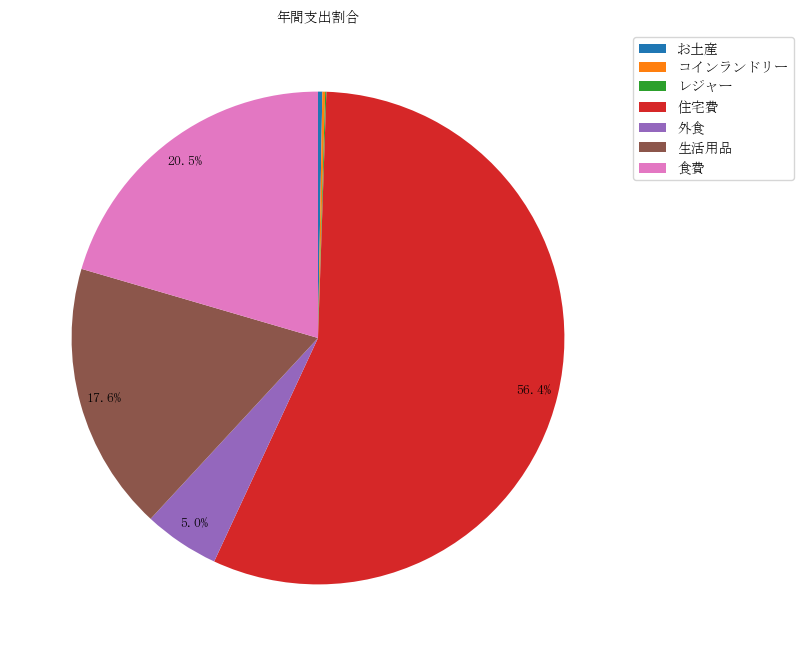 年間支出割合
お土産
コインランドリー
レジャー
住宅費
外食
生活用品
食費
20.5%
56.4%
17.6%
5.0%